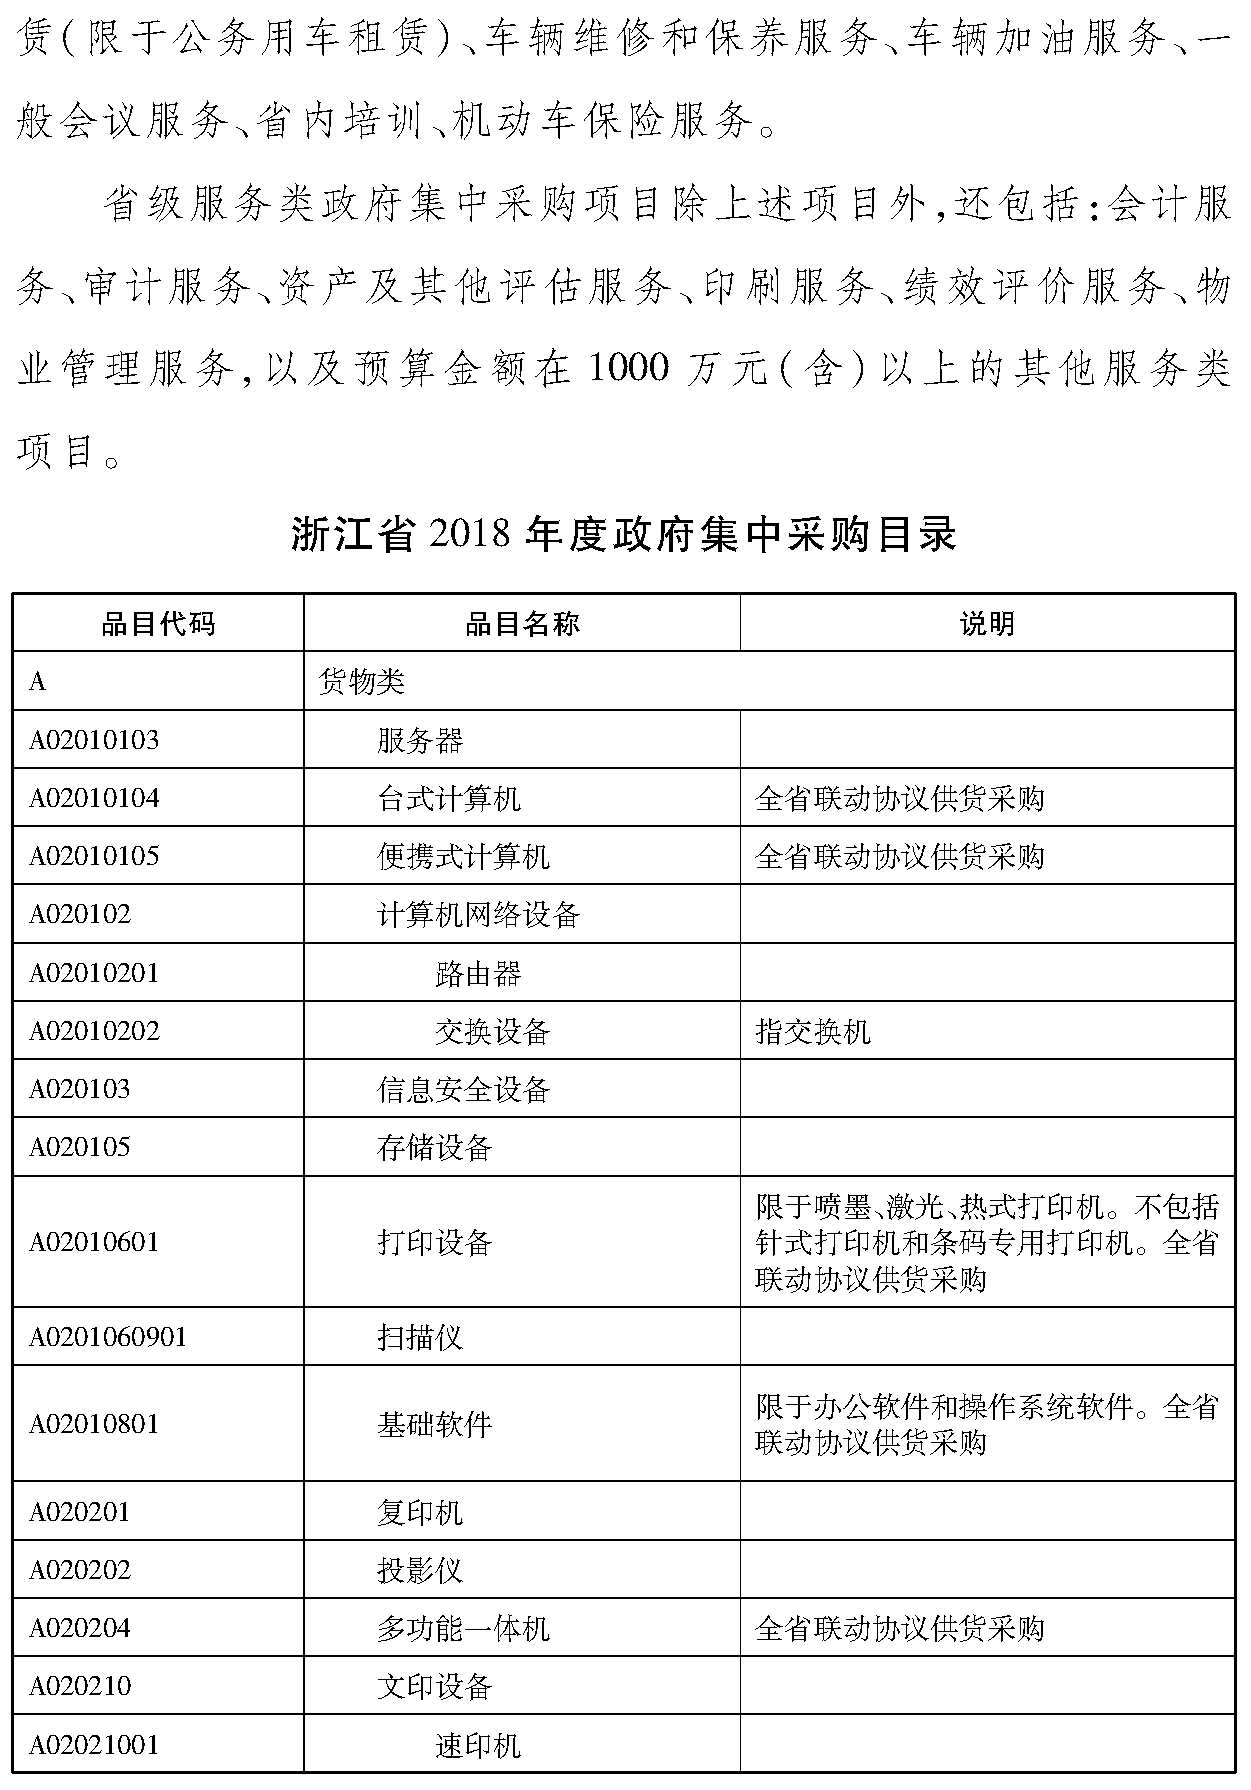 赁(限于公务用车租赁)、车辆维修和保养服务、车辆加油服务、一
般会议服务、省内培训、机动车保险服务。
省级服务类政府集中采购项目除上述项目外,还包括:会计服
务、审计服务、资产及其他评估服务、印刷服务、绩效评价服务、物
业管理服务,以及预算金额在 1000 万元(含)以上的其他服务类
项目。
浙江省 2018 年度政府集中采购目录
品目代码 品目名称 说明
A 货物类
A02010103 服务器
A02010104 台式计算机 全省联动协议供货采购
A02010105 便携式计算机 全省联动协议供货采购
A020102 计算机网络设备
A02010201 路由器
A02010202 交换设备 指交换机
A020103 信息安全设备
A020105 存储设备
A02010601 打印设备 限于喷墨、激光、热式打印机。不包括
针式打印机和条码专用打印机。全省
联动协议供货采购
A0201060901 扫描仪
A02010801 基础软件 限于办公软件和操作系统软件。全省
联动协议供货采购
A020201 复印机
A020202 投影仪
A020204 多功能一体机 全省联动协议供货采购
A020210 文印设备
A02021001 速印机